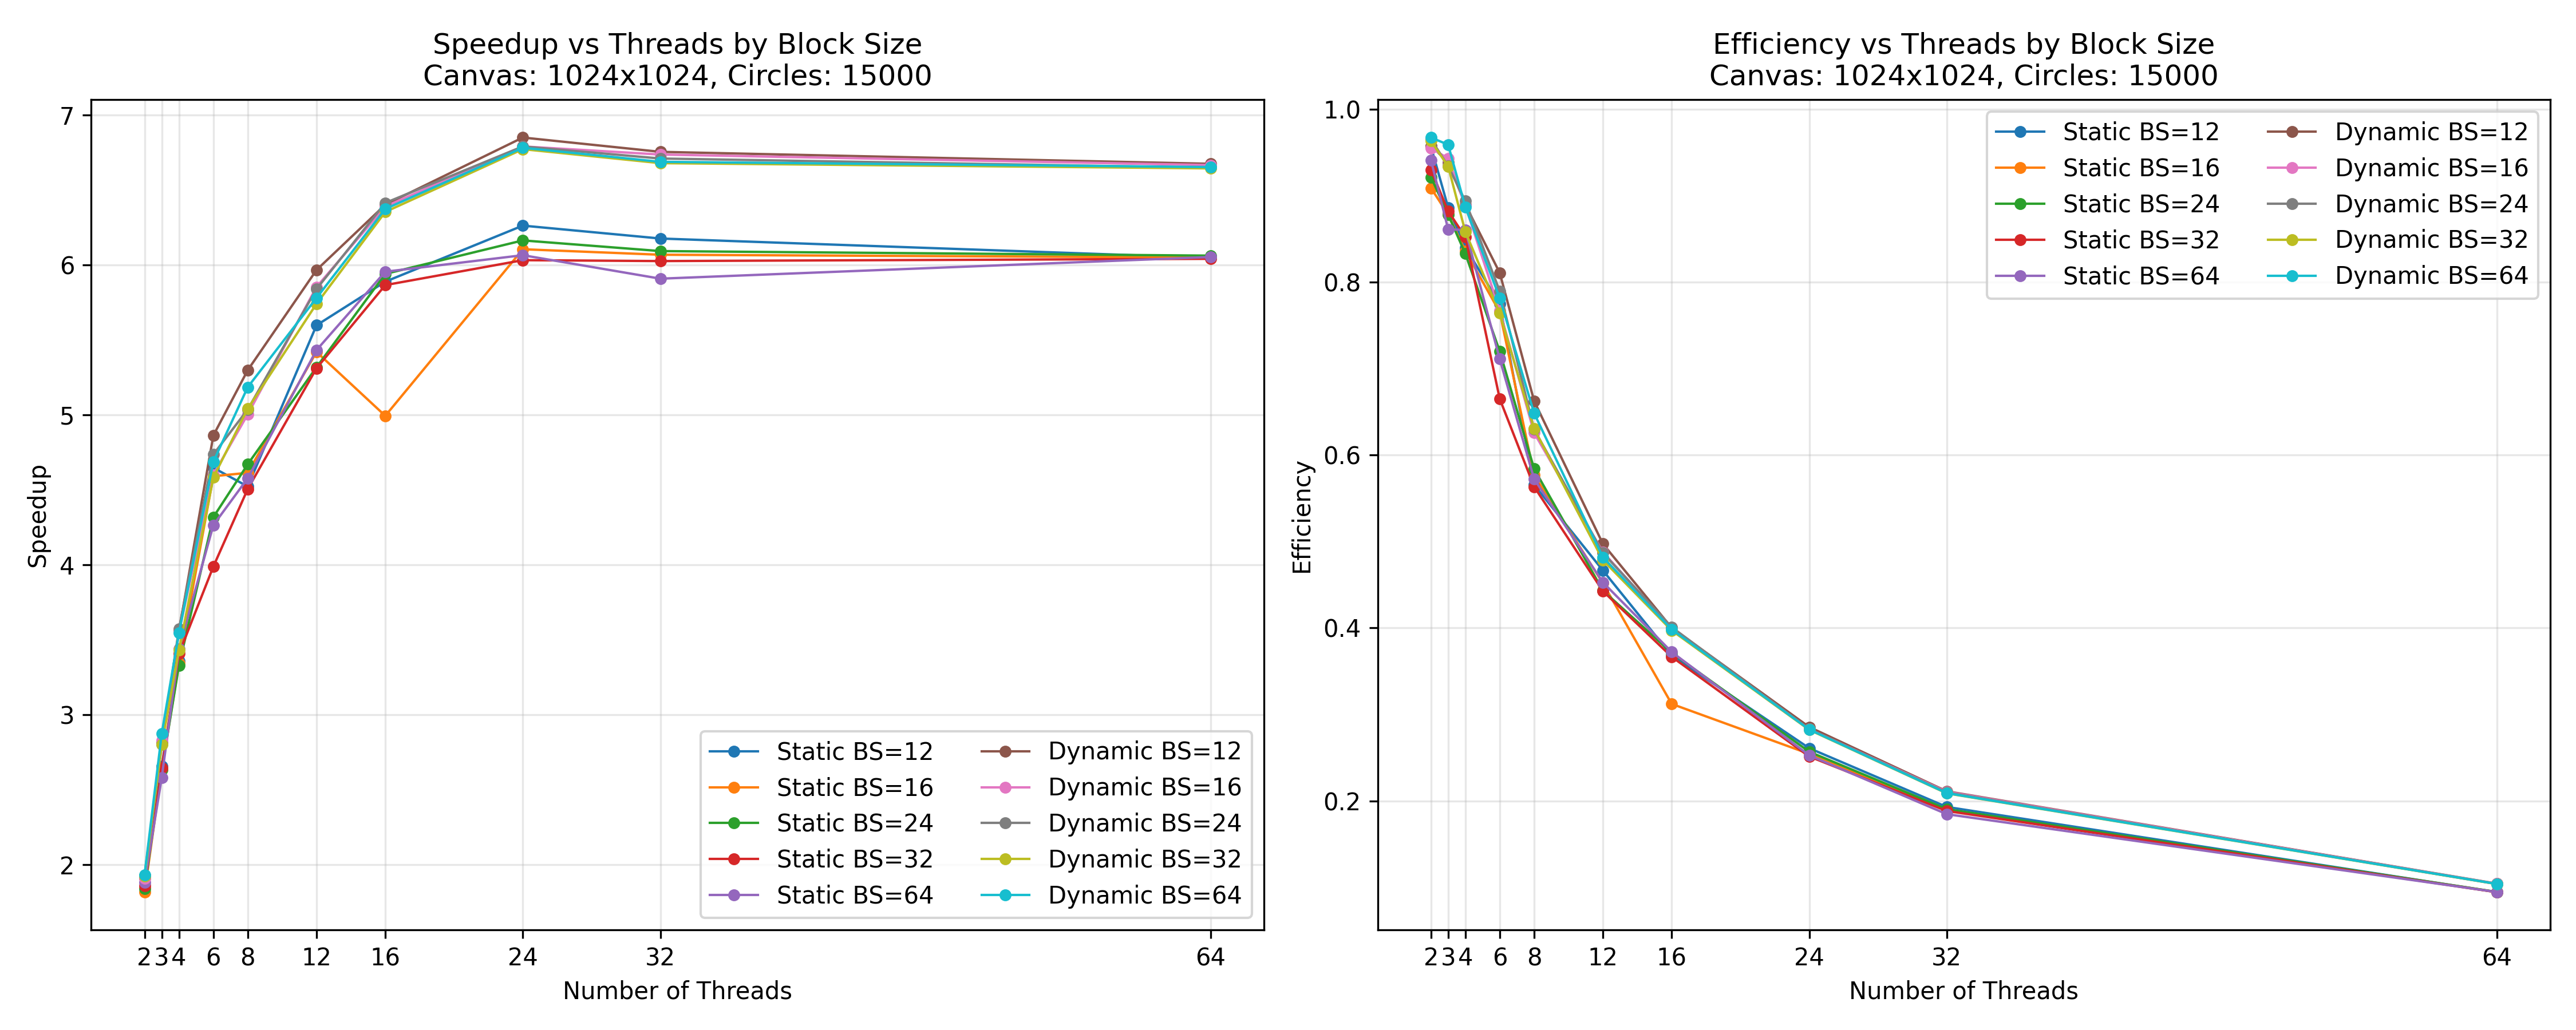 Speedup vs Threads by Block Size
Canvas: 1024x1024, Circles: 15000
7
6
5
4
3
2
Speedup
Static BS=12
Static BS=16
Static BS=24
Static BS=32
Static BS=64
Dynamic BS=12
Dynamic BS=16
Dynamic BS=24
Dynamic BS=32
Dynamic BS=64
2 3 4 6 8 12 16 24 32 64
Number of Threads
Efficiency vs Threads by Block Size
Canvas: 1024x1024, Circles: 15000
1.0
0.8
0.6
0.4
0.2
Efficiency
Static BS=12
Static BS=16
Static BS=24
Static BS=32
Static BS=64
Dynamic BS=12
Dynamic BS=16
Dynamic BS=24
Dynamic BS=32
Dynamic BS=64
2 3 4 6 8 12 16 24 32 64
Number of Threads